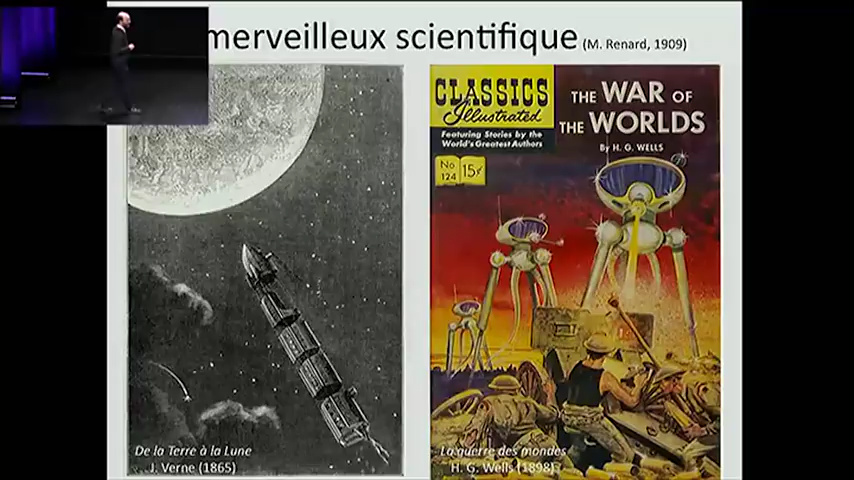 merveilleux scientifique (M. Renard, 1909)
CLASSICS
Illustrated
Featuring Stories by the
World's Greatest Authors
No
124
15¢
THE WAR OF
THE WORLDS
By H. G. WELLS
De la Terre à la Lune
J. Verne (1865)
La guerre des mondes
H. G. Wells (1898)